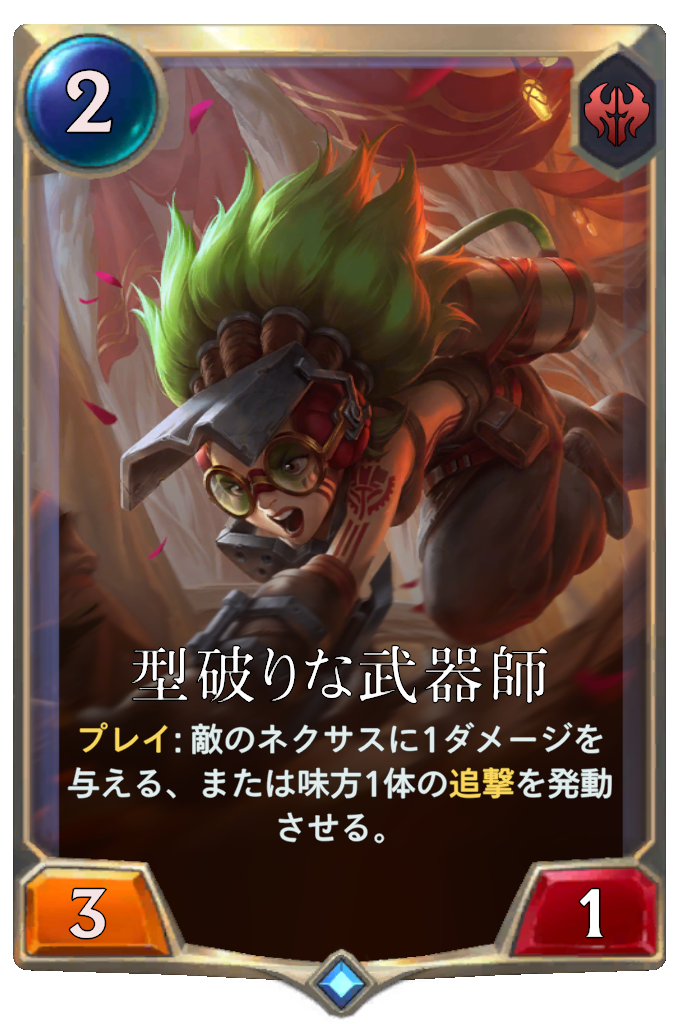 2
型破りな武器師
プレイ: 敵のネクサスに1ダメージを
与える、または味方1体の追撃を発動
させる。
3
1